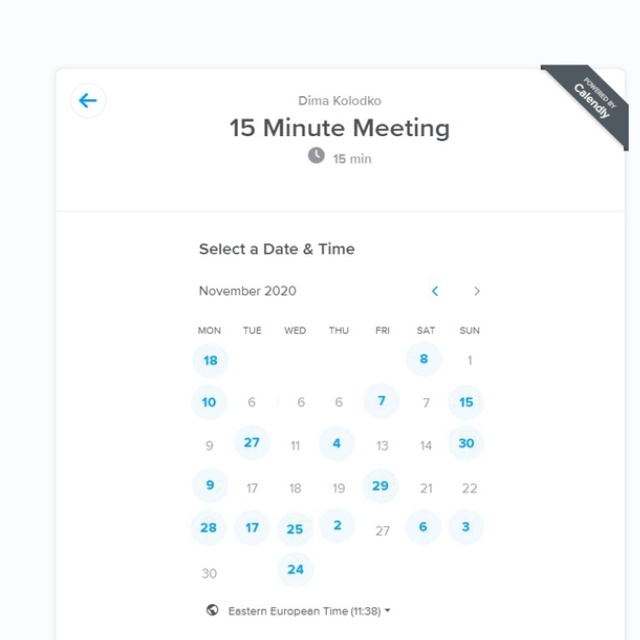 POWERED BY
Calendly
Dima Kolodko
15 Minute Meeting
15 min
Select a Date & Time
November 2020
MON TUE WED THU FRI SAT SUN
18 8 1
10 6 6 6 7 7 15
9 27 11 4 13 14 30
9 17 18 19 29 21 22
28 17 25 2 27 6 3
30 24
Eastern European Time (11:38)